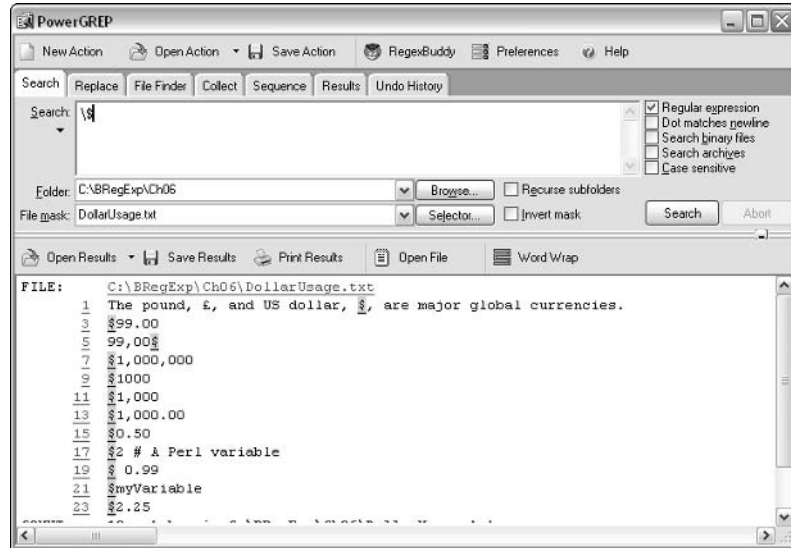 PowerGREP
New Action Open Action Save Action RegexBuddy Preferences Help
Search Replace File Finder Collect Sequence Results Undo History
Search: \$
Regular expression
Dot matches newline
Search binary files
Search archives
Case sensitive
Folder: C:\BRegExp\Ch06 Browse... Recurse subfolders
File mask: DollarUsage.txt Selector... Invert mask Search Abort
Open Results Save Results Print Results Open File Word Wrap
FILE: C:\BRegExp\Ch06\DollarUsage.txt
1 The pound, £, and US dollar, $, are major global currencies.
3 $99.00
5 99,00$
7 $1,000,000
9 $1000
11 $1,000
13 $1,000.00
15 $0.50
17 $2 # A Perl variable
19 $ 0.99
21 $myVariable
23 $2.25